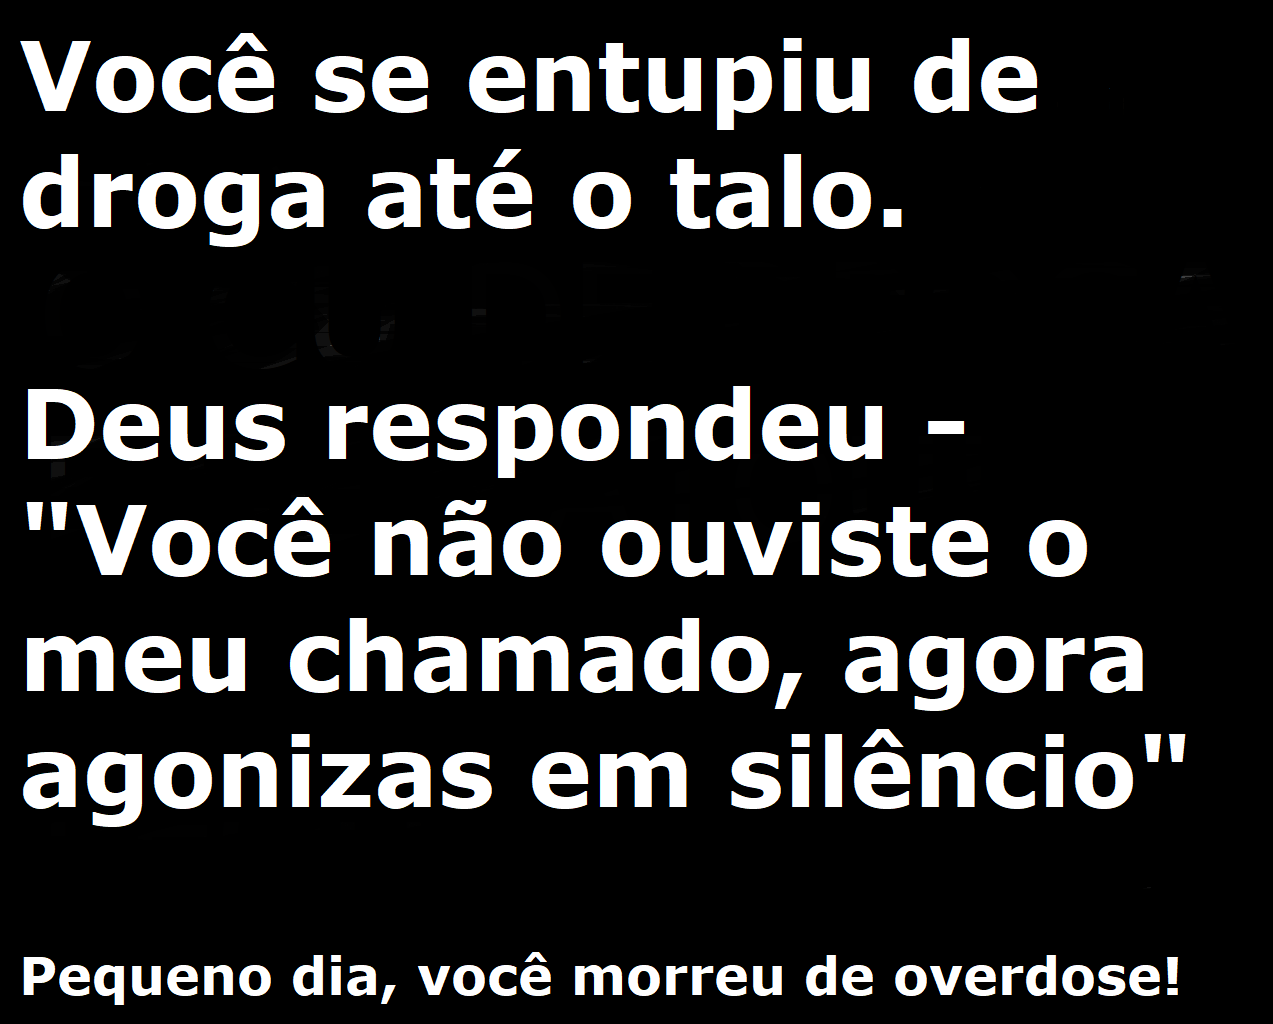 Você se entupiu de
droga até o talo.
Deus respondeu -
"Você não ouviste o
meu chamado, agora
agonizas em silêncio"
Pequeno dia, você morreu de overdose!